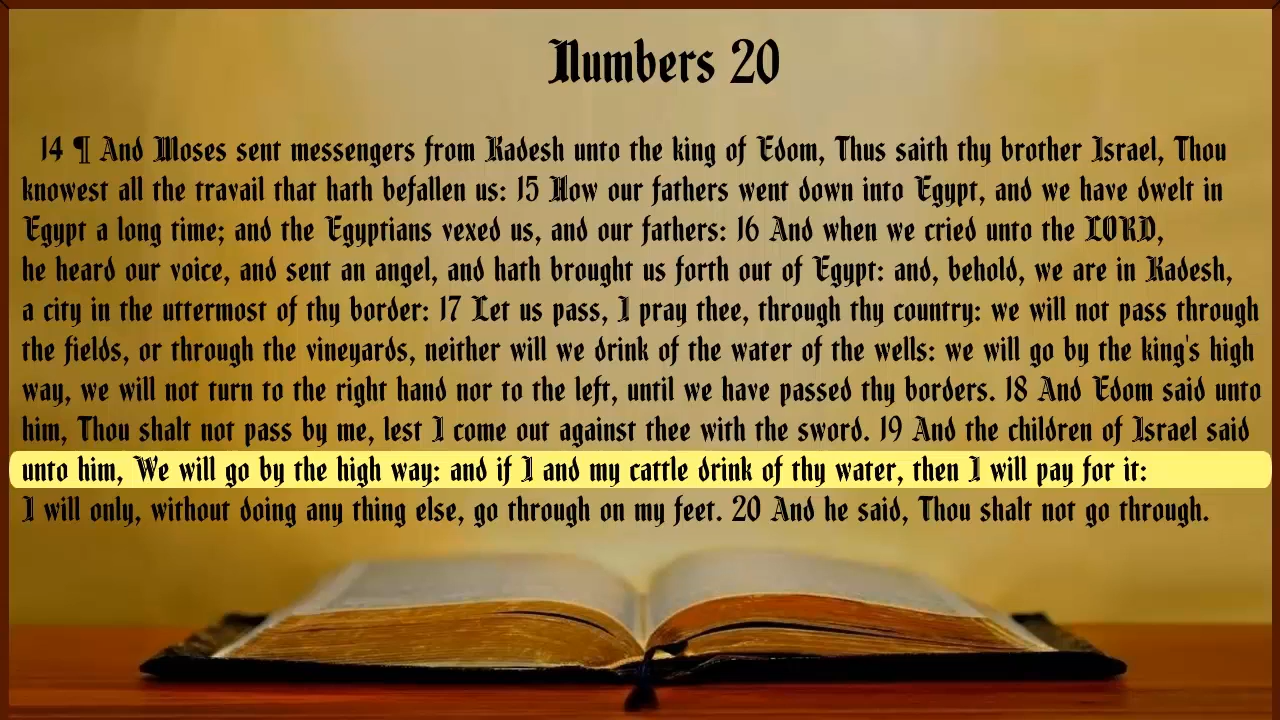 Numbers 20
14 ¶ And Moses sent messengers from Kadesh unto the king of Edom, Thus saith thy brother Israel, Thou
knowest all the travail that hath befallen us: 15 How our fathers went down into Egypt, and we have dwelt in
Egypt a long time; and the Egyptians vexed us, and our fathers: 16 And when we cried unto the LORD,
he heard our voice, and sent an angel, and hath brought us forth out of Egypt: and, behold, we are in Kadesh,
a city in the uttermost of thy border: 17 Let us pass, I pray thee, through thy country: we will not pass through
the fields, or through the vineyards, neither will we drink of the water of the wells: we will go by the king's high
way, we will not turn to the right hand nor to the left, until we have passed thy borders. 18 And Edom said unto
him, Thou shalt not pass by me, lest I come out against thee with the sword. 19 And the children of Israel said
unto him, We will go by the high way: and if I and my cattle drink of thy water, then I will pay for it:
I will only, without doing any thing else, go through on my feet. 20 And he said, Thou shalt not go through.